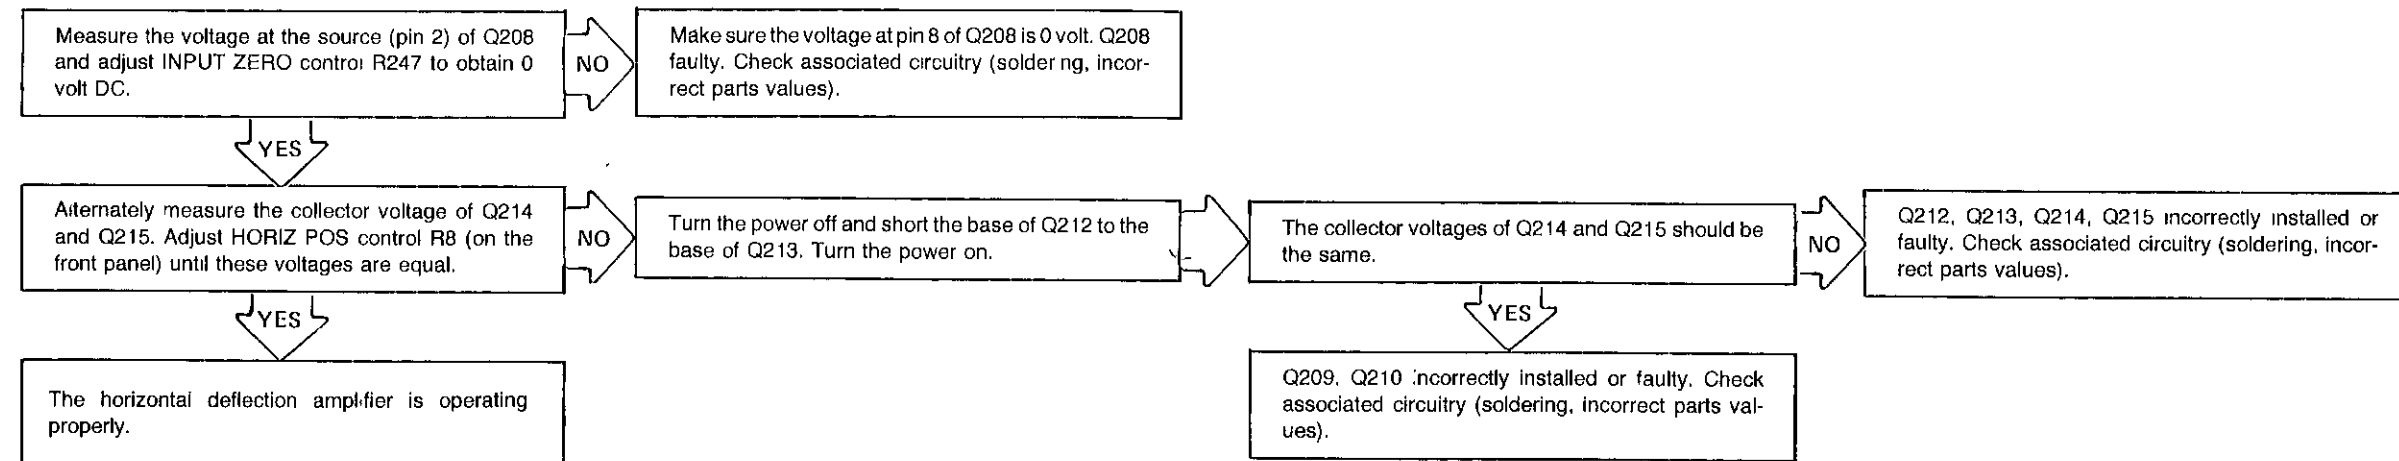 Measure the voltage at the source (pin 2) of Q208
and adjust INPUT ZERO control R247 to obtain 0
volt DC.
NO
Make sure the voltage at pin 8 of Q208 is 0 volt. Q208
faulty. Check associated circuitry (soldering, incor-
rect parts values).
YES
Alternately measure the collector voltage of Q214
and Q215. Adjust HORIZ POS control R8 (on the
front panel) until these voltages are equal.
NO
Turn the power off and short the base of Q212 to the
base of Q213. Turn the power on.
The collector voltages of Q214 and Q215 should be
the same.
NO
Q212, Q213, Q214, Q215 incorrectly installed or
faulty. Check associated circuitry (soldering, incor-
rect parts values).
YES
The horizontal deflection amplifier is operating
properly.
YES
Q209, Q210 incorrectly installed or faulty. Check
associated circuitry (soldering, incorrect parts val-
ues).